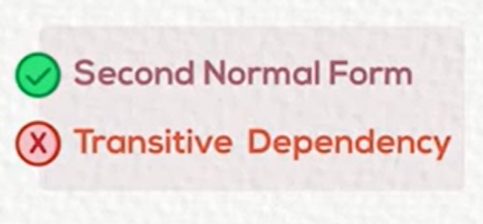 Second Normal Form
X Transitive Dependency